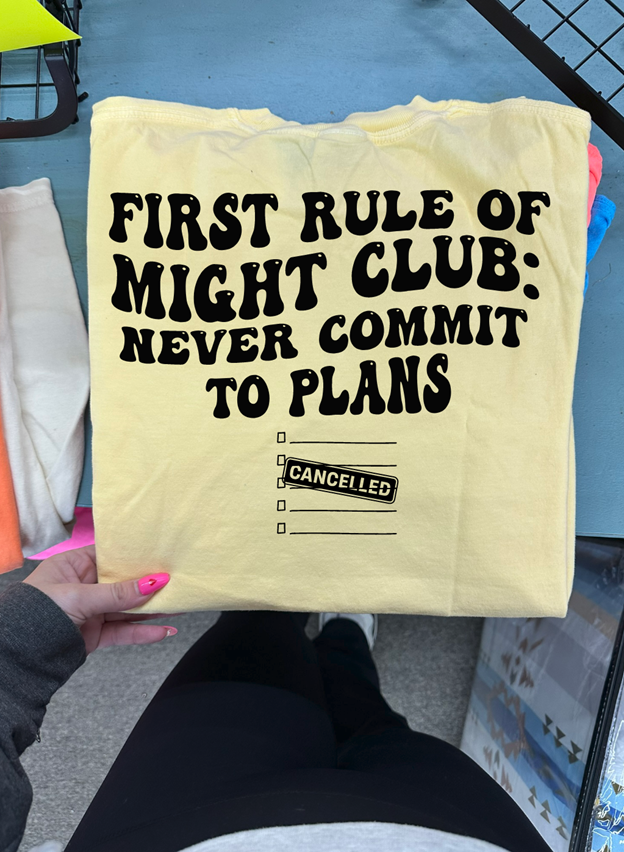 FIRST RULE OF
MIGHT CLUB:
NEVER COMMIT
TO PLANS
CANCELLED